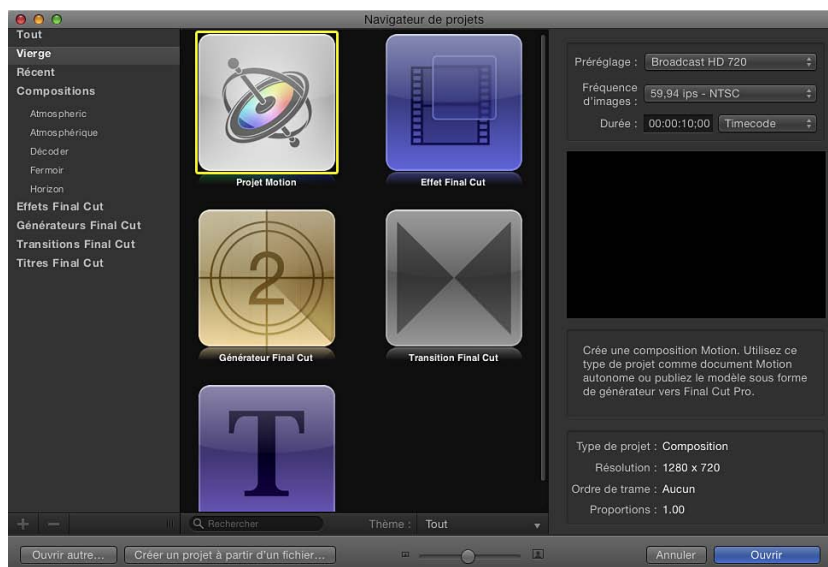 Navigateur de projets
Tout
Vierge
Récent
Compositions
Atmospheric
Atmosphérique
Décoder
Fermoir
Horizon
Effets Final Cut
Générateurs Final Cut
Transitions Final Cut
Titres Final Cut
Projet Motion
Effet Final Cut
2
Générateur Final Cut
Transition Final Cut
T
Rechercher
Thème : Tout
Préréglage : Broadcast HD 720
Fréquence
d'images : 59,94 ips - NTSC
Durée : 00:00:10;00 Timecode
Crée une composition Motion. Utilisez ce
type de projet comme document Motion
autonome ou publiez le modèle sous forme
de générateur vers Final Cut Pro.
Type de projet : Composition
Résolution : 1280 x 720
Ordre de trame : Aucun
Proportions : 1.00
Ouvrir autre... Créer un projet à partir d'un fichier... Annuler Ouvrir